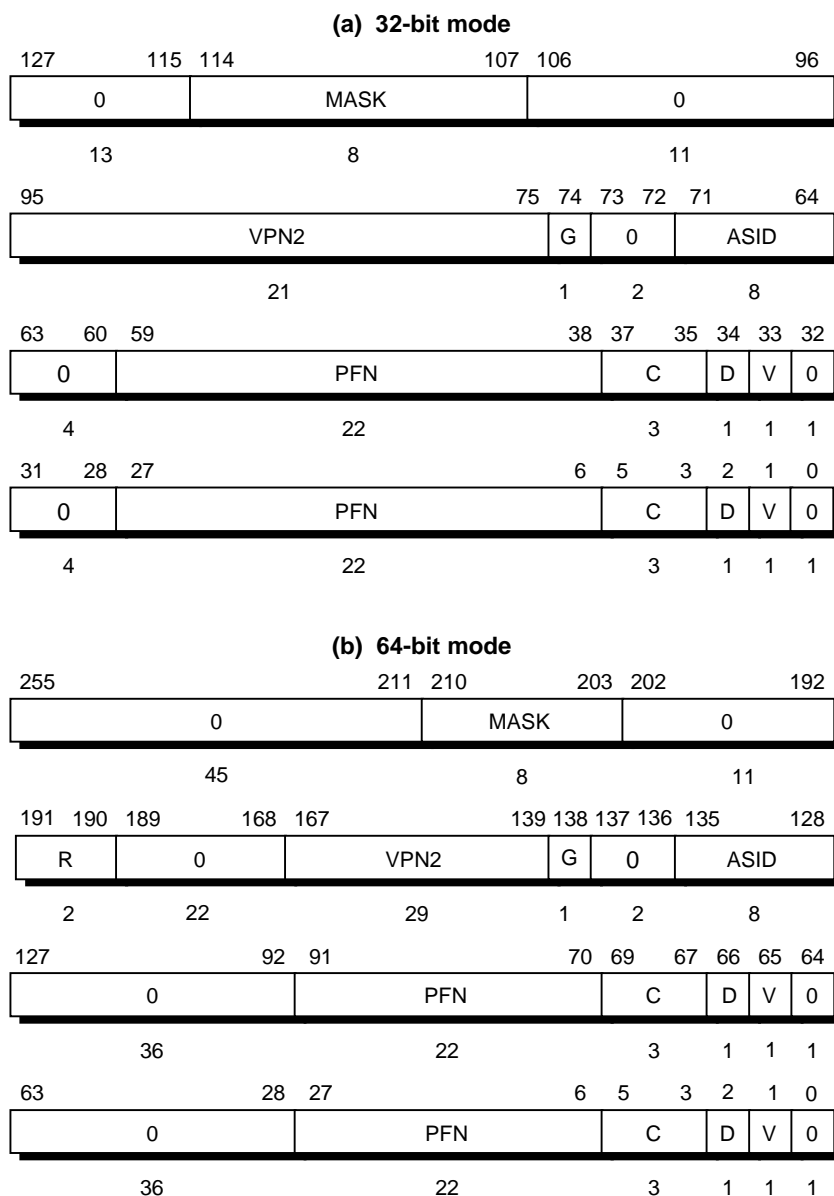 (a) 32-bit mode
127 115 114 107 106 96
0 MASK 0
13 8 11
95 75 74 73 72 71 64
VPN2 G 0 ASID
21 1 2 8
63 60 59 38 37 35 34 33 32
0 PFN C D V 0
4 22 3 1 1 1
31 28 27 6 5 3 2 1 0
0 PFN C D V 0
4 22 3 1 1 1
(b) 64-bit mode
255 211 210 203 202 192
0 MASK 0
45 8 11
191 190 189 168 167 139 138 137 136 135 128
R 0 VPN2 G 0 ASID
2 22 29 1 2 8
127 92 91 70 69 67 66 65 64
0 PFN C D V 0
36 22 3 1 1 1
63 28 27 6 5 3 2 1 0
0 PFN C D V 0
36 22 3 1 1 1